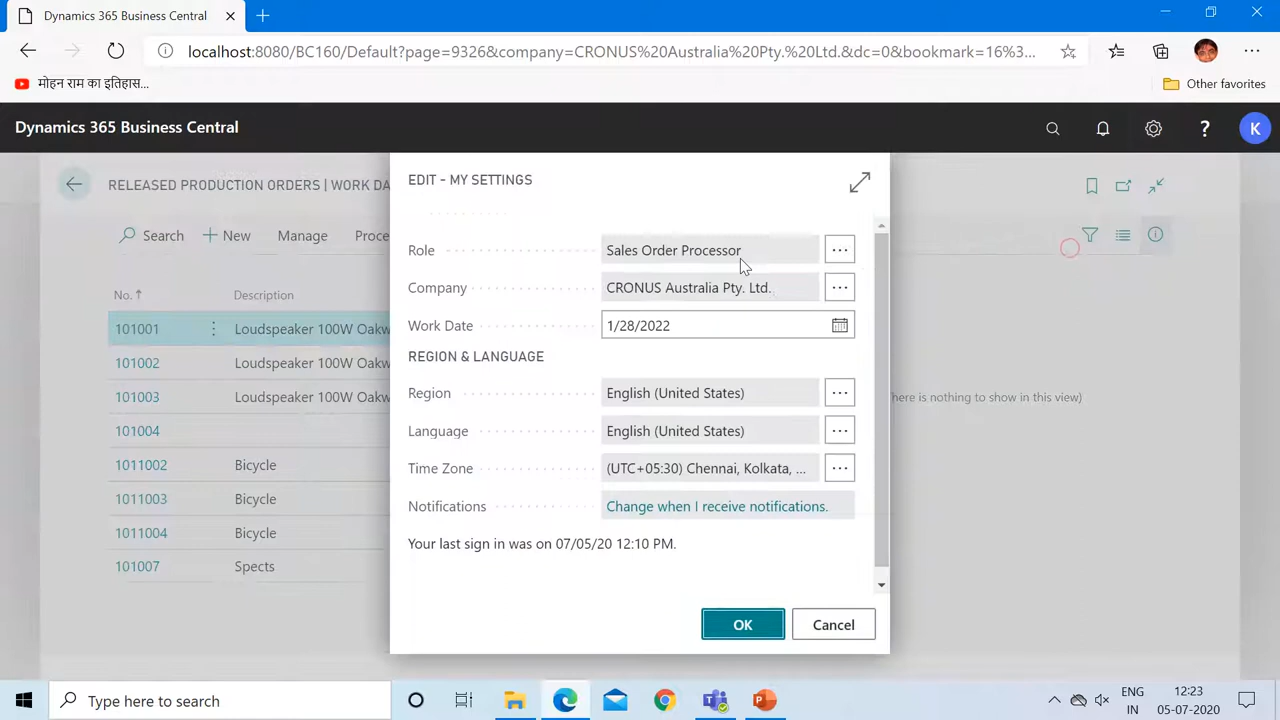 Dynamics 365 Business Central
localhost:8080/BC160/Default?page=9326&company=CRONUS%20Australia%20Pty.%20Ltd.&dc=0&bookmark=16%3...
मोहन राम का इतिहास...
Other favorites
Dynamics 365 Business Central
? K
EDIT - MY SETTINGS
RELEASED PRODUCTION ORDERS | WORK DA
Search + New Manage Proce
Role Sales Order Processor ...
Company CRONUS Australia Pty. Ltd. ...
No. ↑ Description
Work Date 1/28/2022
101001 Loudspeaker 100W Oakw
REGION & LANGUAGE
101002 Loudspeaker 100W Oakw
Region English (United States) ...
101003 Loudspeaker 100W Oakw
here is nothing to show in this view)
101004
Language English (United States) ...
1011002 Bicycle
Time Zone (UTC+05:30) Chennai, Kolkata, ... ...
1011003 Bicycle
Notifications Change when I receive notifications.
1011004 Bicycle
Your last sign in was on 07/05/20 12:10 PM.
101007 Spects
OK Cancel
Type here to search
ENG
IN
12:23
05-07-2020